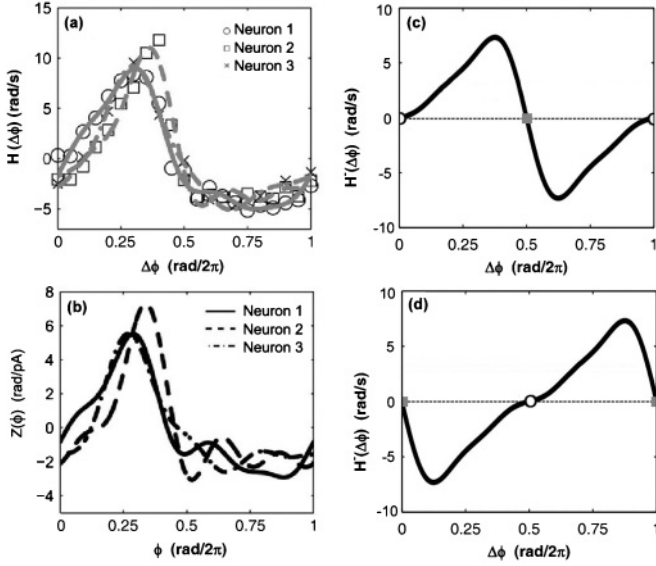 (a)
Neuron 1
Neuron 2
Neuron 3
H (Δϕ) (rad/s)
15
10
5
0
−5
0
0.25
0.5
0.75
1
Δϕ (rad/2π)
(c)
H⁻(Δϕ) (rad/s)
10
5
0
-5
-10
0
0.25
0.5
0.75
1
Δϕ (rad/2π)
(b)
Neuron 1
Neuron 2
Neuron 3
Z(ϕ) (rad/pA)
8
6
4
2
0
−2
−4
0
0.25
0.5
0.75
1
ϕ (rad/2π)
(d)
H⁻(Δϕ) (rad/s)
10
5
0
-5
-10
0
0.25
0.5
0.75
1
Δϕ (rad/2π)